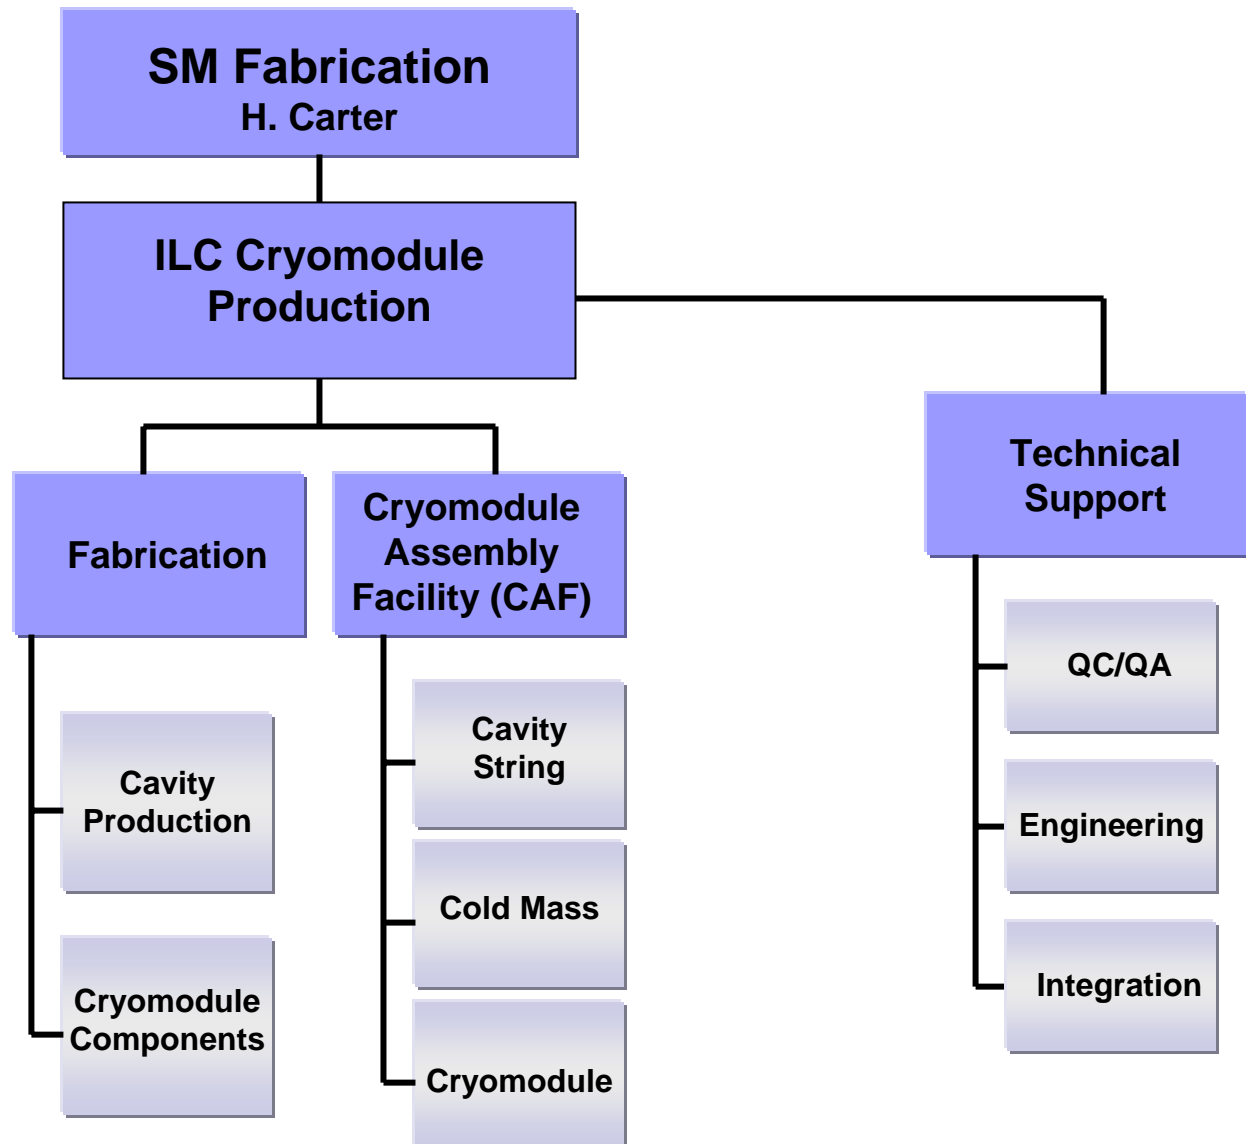 SM Fabrication
H. Carter
ILC Cryomodule
Production
Technical
Support
Fabrication
Cryomodule
Assembly
Facility (CAF)
QC/QA
Engineering
Integration
Cavity
Production
Cryomodule
Components
Cavity
String
Cold Mass
Cryomodule